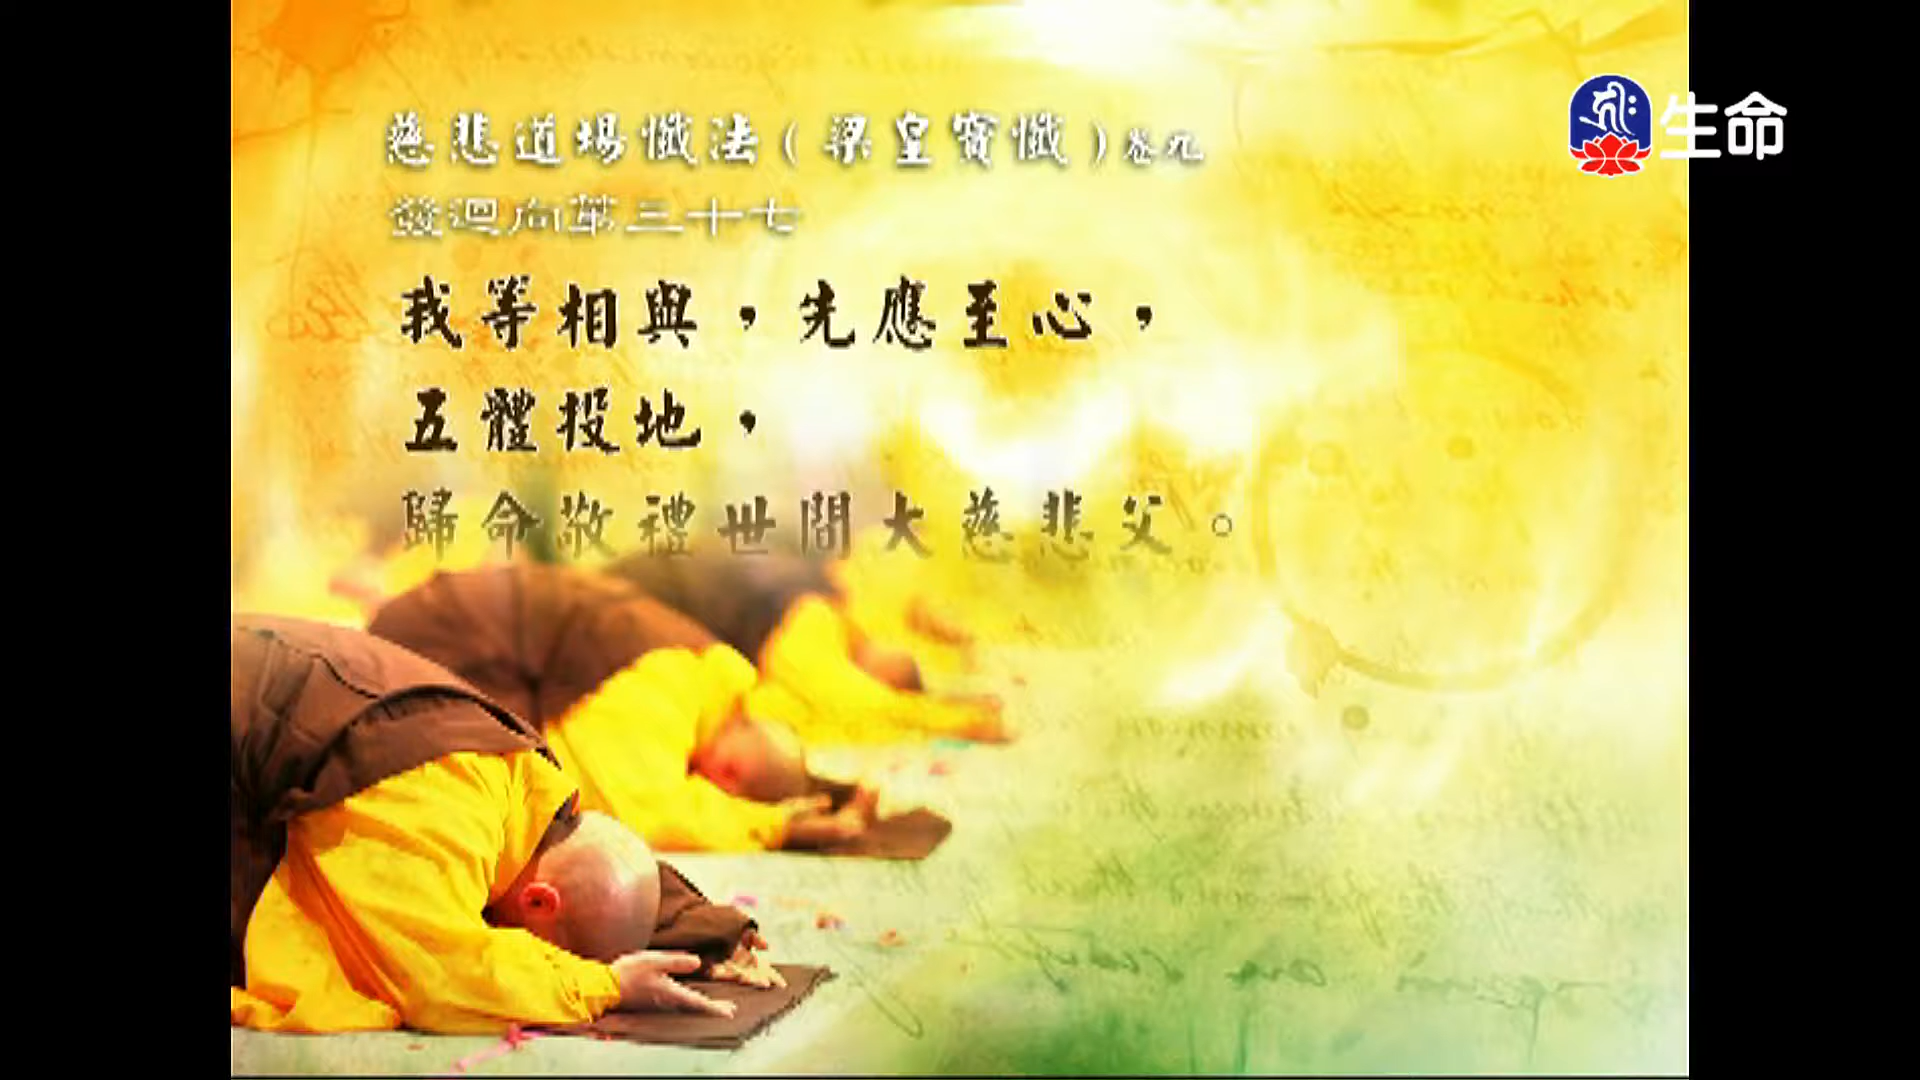 慈悲道場懺法(梁皇寶懺)卷九
發迴向第三十七
我等相與,先應至心,
五體投地,
歸命敬禮世間大慈悲父。
生命